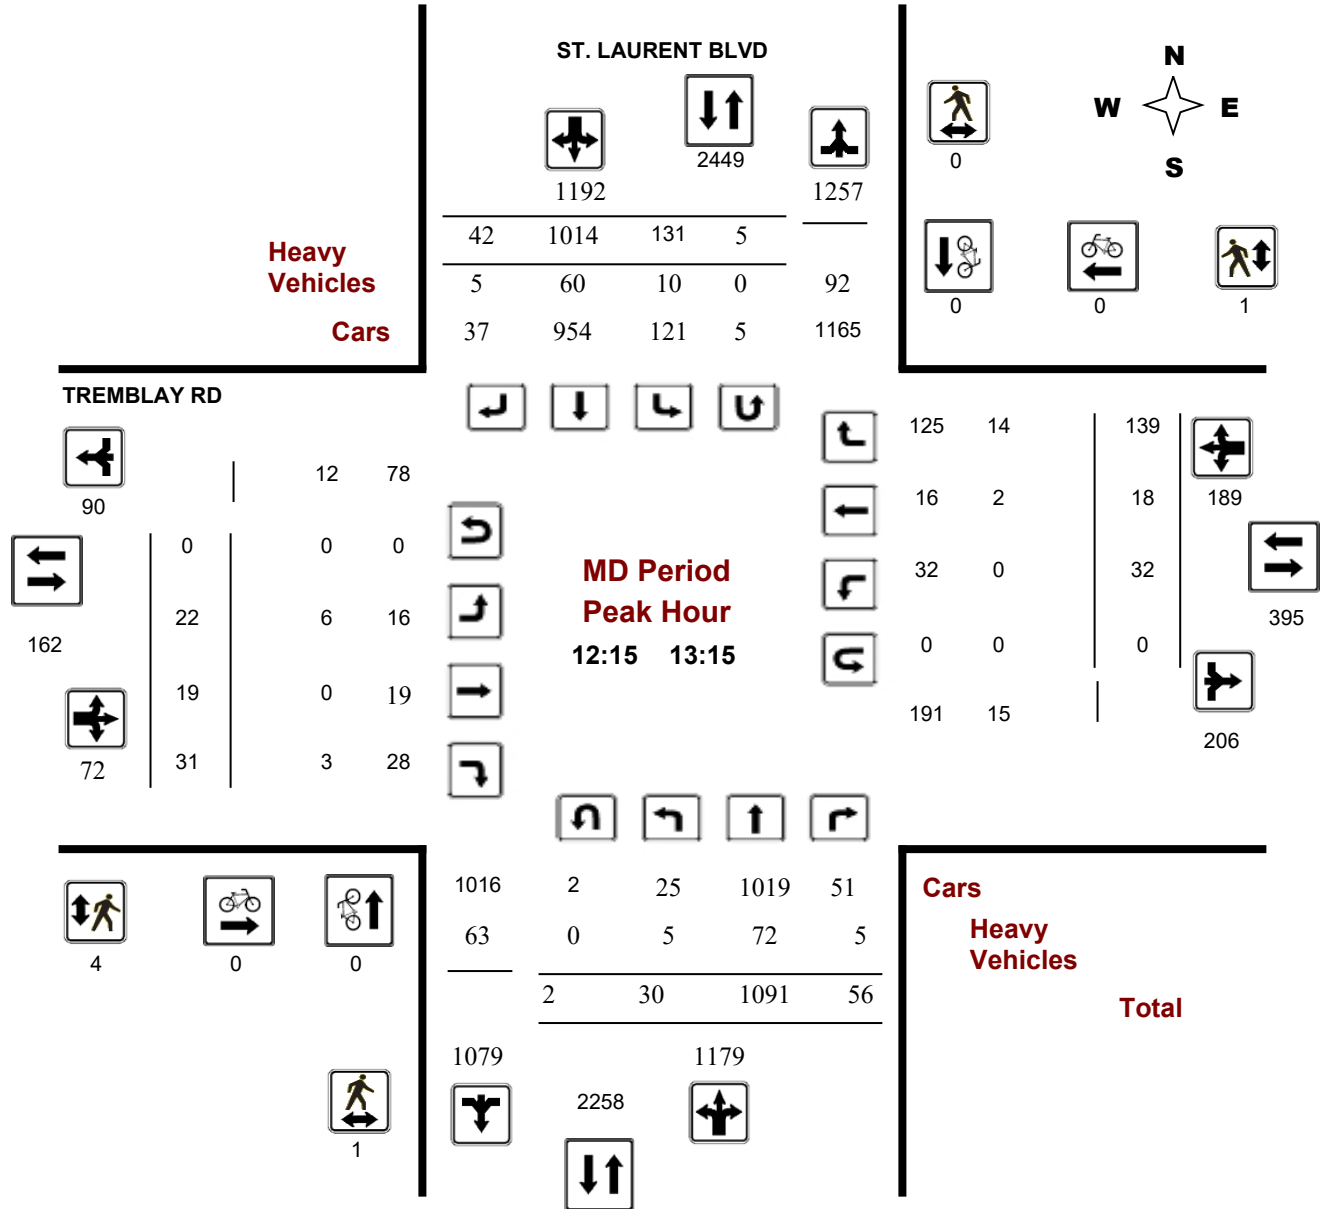 ST. LAURENT BLVD
N
W E
S
2449
0
1192
1257
42 1014 131 5
Heavy
Vehicles
5 60 10 0 92
0 0 1
Cars
37 954 121 5 1165
TREMBLAY RD
125 14 139
12 78
90
16 2 18 189
0 0 0
MD Period
32 0 32
22 6 16
Peak Hour
395
162
12:15 13:15
0 0 0
19 0 19
191 15
206
72 31 3 28
1016 2 25 1019 51
Cars
63 0 5 72 5
Heavy
Vehicles
4 0 0
2 30 1091 56
Total
1079 1179
2258
1